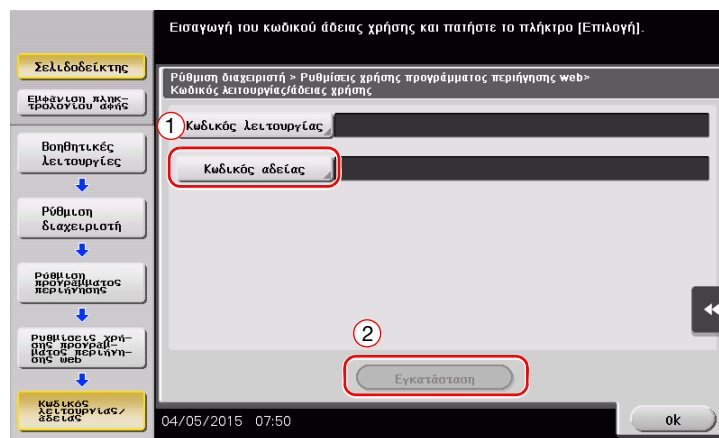 Εισαγωγή του κωδικού άδειας χρήσης και πατήστε το πλήκτρο [Επιλογή].
Σελιδοδείκτης
Εμφάνιση πληκ-
τρολογίου αφής
Βοηθητικές
λειτουργίες
Ρύθμιση
διαχειριστή
Ρύθμιση
προγράμματος
περιήγησης
Ρυθμίσεις χρή-
σης προγράμ-
ματος περιήγη-
σης web
Κωδικός
λειτουργίας/
άδειας
Ρύθμιση διαχειριστή > Ρυθμίσεις χρήσης προγράμματος περιήγησης web>
Κωδικός λειτουργίας/άδειας χρήσης
1
Κωδικός λειτουργίας
Κωδικός αδείας
2
Εγκατάσταση
04/05/2015 07:50
ok